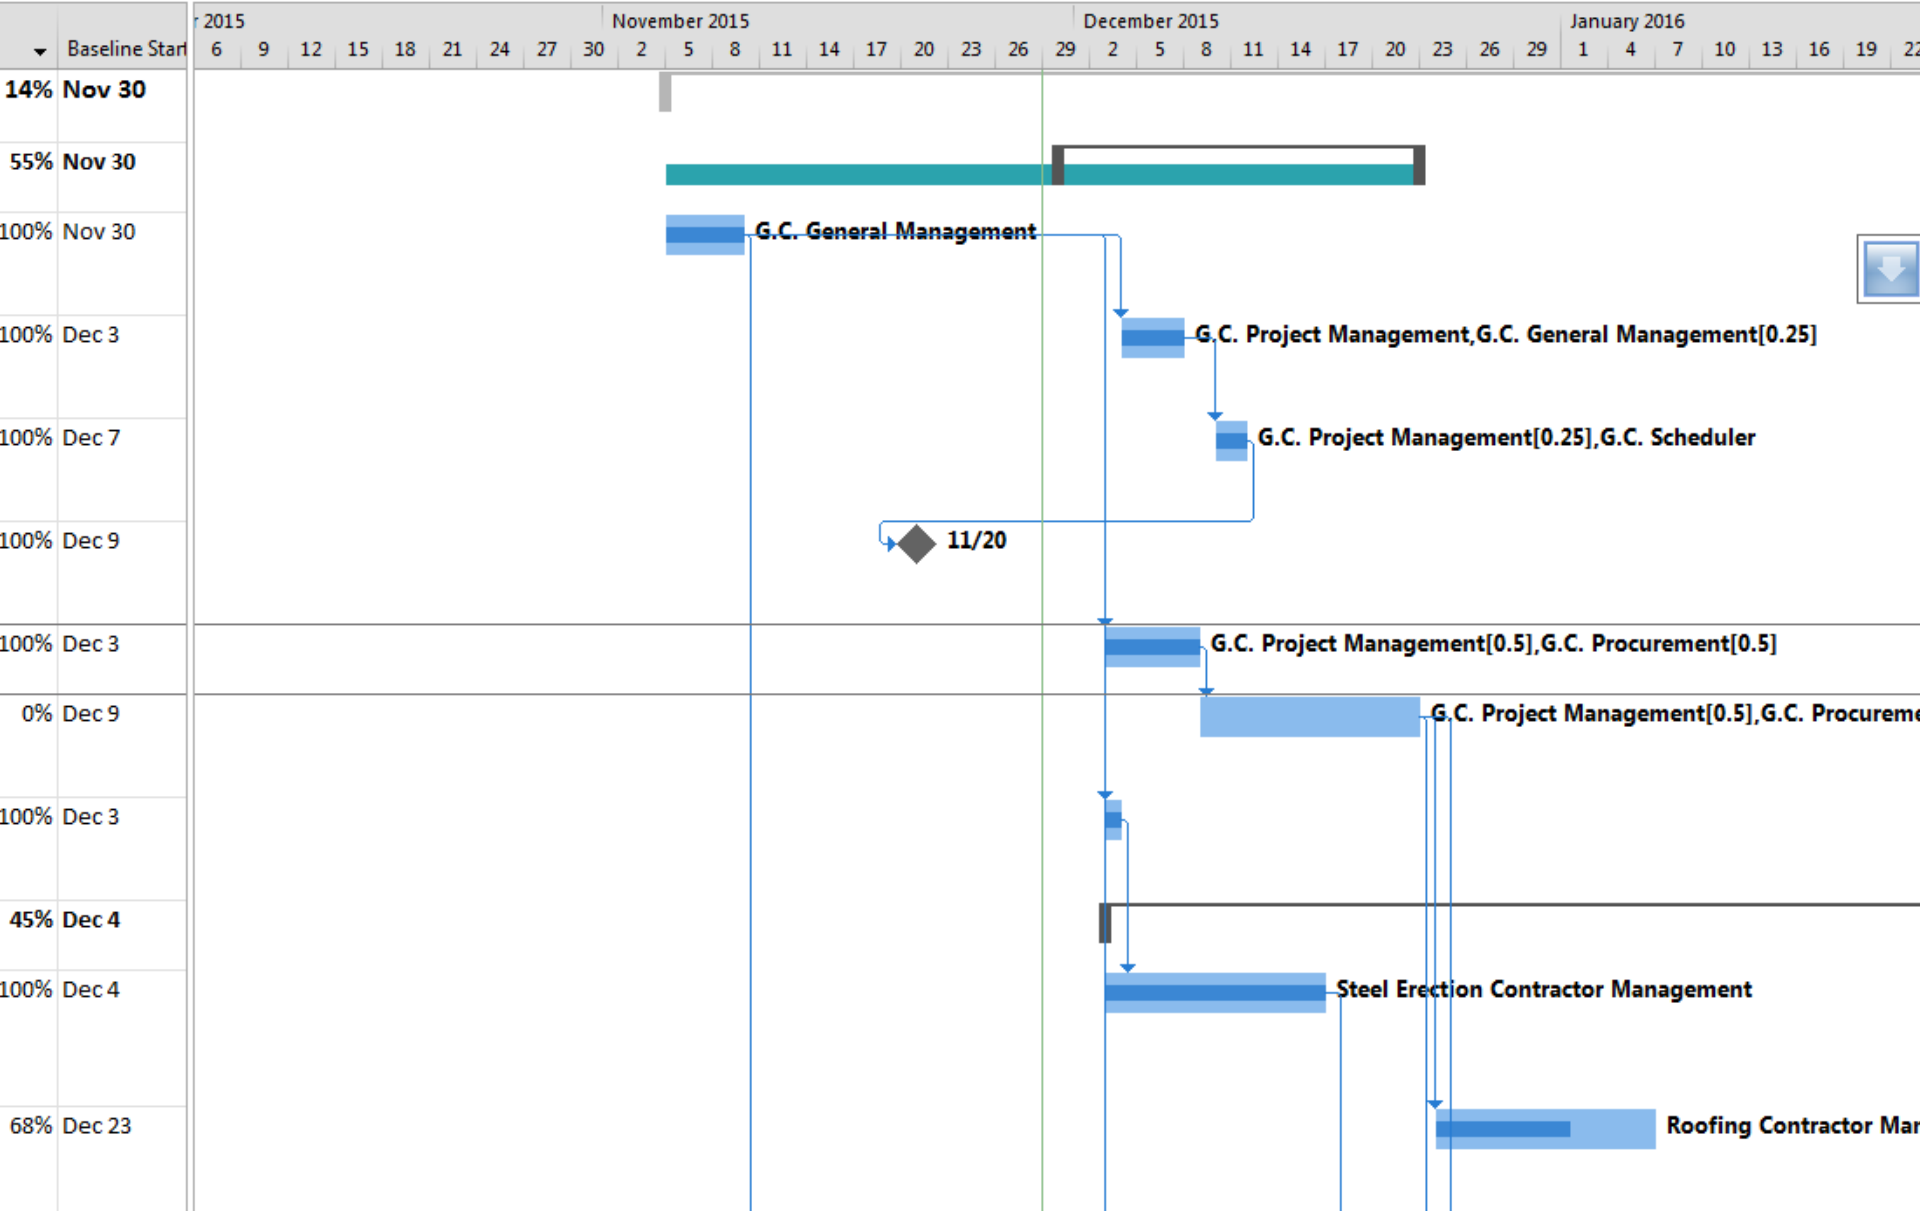 r 2015 November 2015 December 2015 January 2016
Baseline Start 6 9 12 15 18 21 24 27 30 2 5 8 11 14 17 20 23 26 29 2 5 8 11 14 17 20 23 26 29 1 4 7 10 13 16 19 22
14% Nov 30
55% Nov 30
100% Nov 30 G.C. General Management
100% Dec 3 G.C. Project Management,G.C. General Management[0.25]
100% Dec 7 G.C. Project Management[0.25],G.C. Scheduler
100% Dec 9 11/20
100% Dec 3 G.C. Project Management[0.5],G.C. Procurement[0.5]
0% Dec 9 G.C. Project Management[0.5],G.C. Procureme
100% Dec 3
45% Dec 4
100% Dec 4 Steel Erection Contractor Management
68% Dec 23 Roofing Contractor Mar